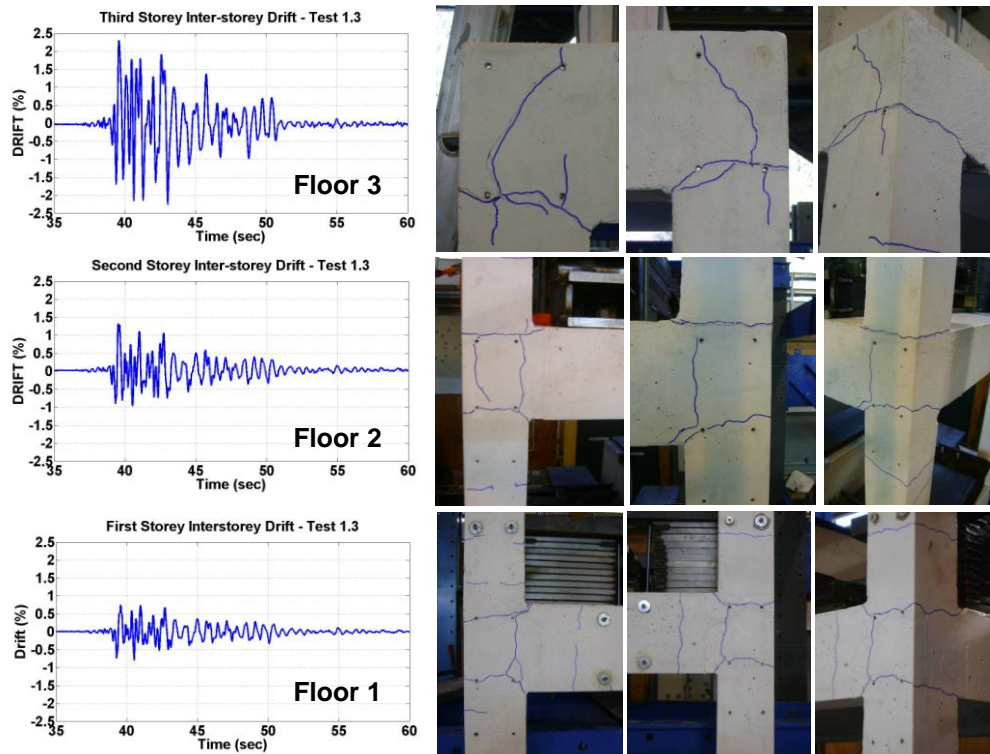 Third Storey Inter-storey Drift - Test 1.3
DRIFT (%)
2.5
2
1.5
1
0.5
0
-0.5
-1
-1.5
-2
-2.5
35 40 45 50 55 60
Time (sec)
Floor 3
Second Storey Inter-storey Drift - Test 1.3
DRIFT (%)
2.5
2
1.5
1
0.5
0
-0.5
-1
-1.5
-2
-2.5
35 40 45 50 55 60
Time (sec)
Floor 2
First Storey Interstorey Drift - Test 1.3
Drift (%)
2.5
2
1.5
1
0.5
0
-0.5
-1
-1.5
-2
-2.5
35 40 45 50 55 60
Time (sec)
Floor 1